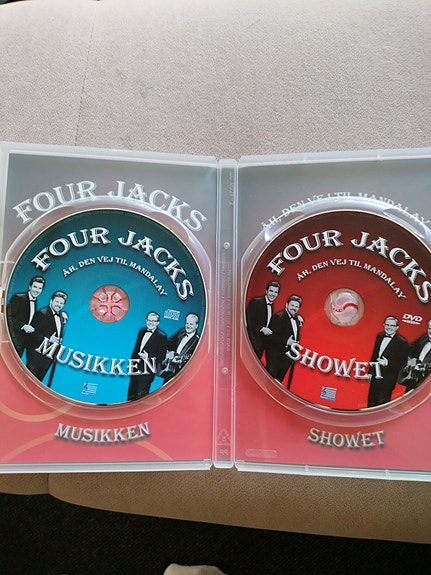 FOUR JACKS
FOUR JACKS
ÅH, DEN VEJ TIL MANDALAY
MUSIKKEN
MUSIKKEN
ÅH, DEN VEJ TIL MANDALAY
FOUR JACKS
ÅH, DEN VEJ TIL MANDALAY
DVD
SHOWET
SHOWET